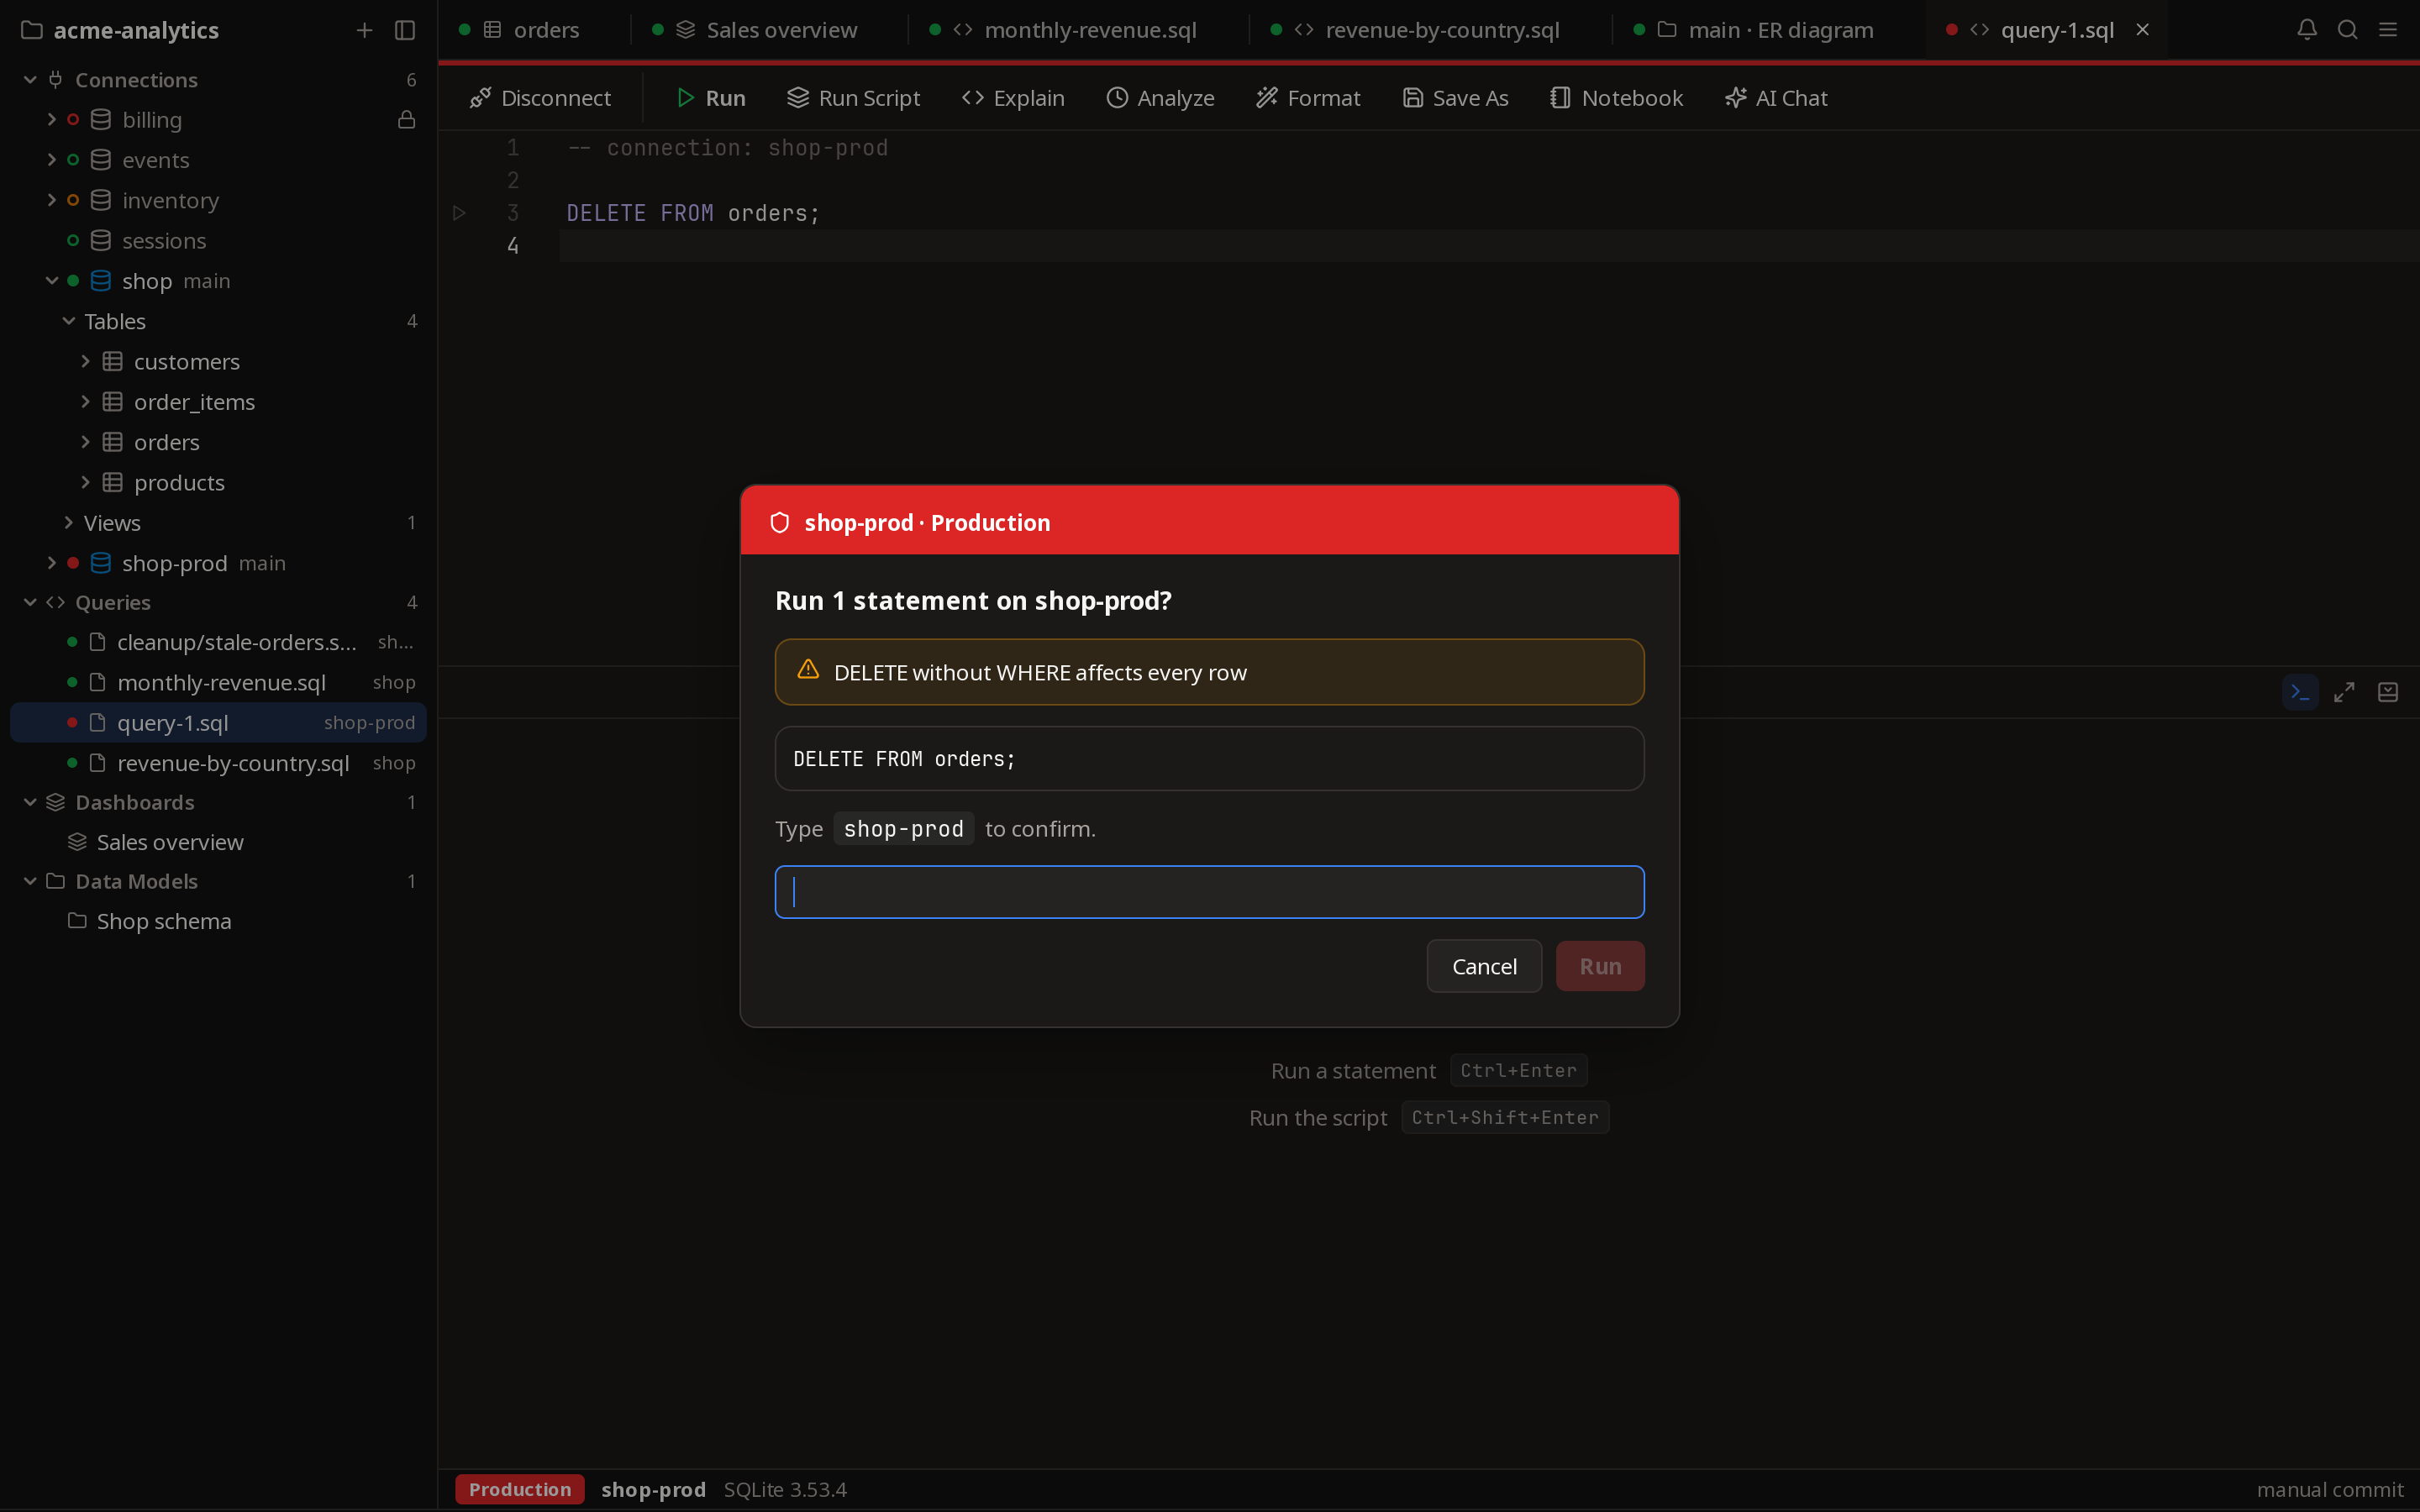 acme-analytics
Connections 6
billing
events
inventory
sessions
shop main
Tables 4
customers
order_items
orders
products
Views 1
shop-prod main
Queries 4
cleanup/stale-orders.s... sh...
monthly-revenue.sql shop
query-1.sql shop-prod
revenue-by-country.sql shop
Dashboards 1
Sales overview
Data Models 1
Shop schema
orders Sales overview monthly-revenue.sql revenue-by-country.sql main · ER diagram query-1.sql
Disconnect Run Run Script Explain Analyze Format Save As Notebook AI Chat
1 -- connection: shop-prod
2
3 DELETE FROM orders;
4
shop-prod · Production
Run 1 statement on shop-prod?
DELETE without WHERE affects every row
DELETE FROM orders;
Type shop-prod to confirm.
Cancel Run
Run a statement Ctrl+Enter
Run the script Ctrl+Shift+Enter
Production shop-prod SQLite 3.53.4 manual commit